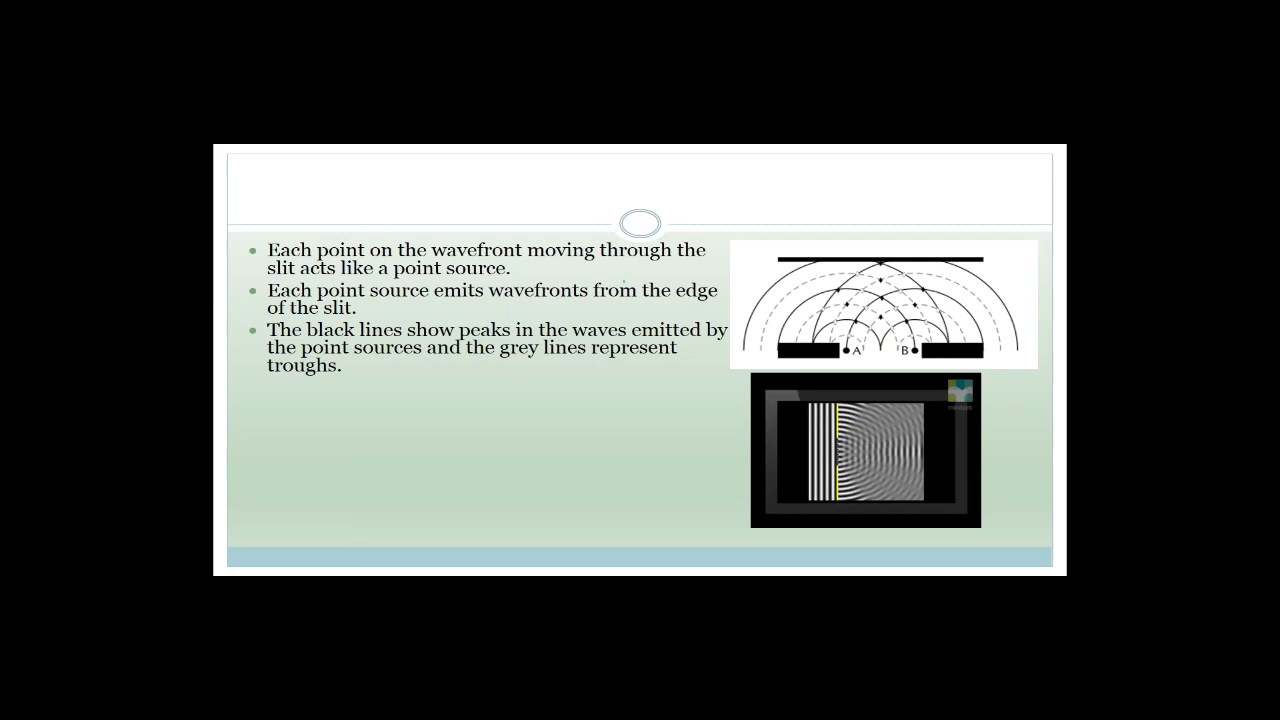 Each point on the wavefront moving through the
slit acts like a point source.
Each point source emits wavefronts from the edge
of the slit.
The black lines show peaks in the waves emitted by
the point sources and the grey lines represent
troughs.
A
B